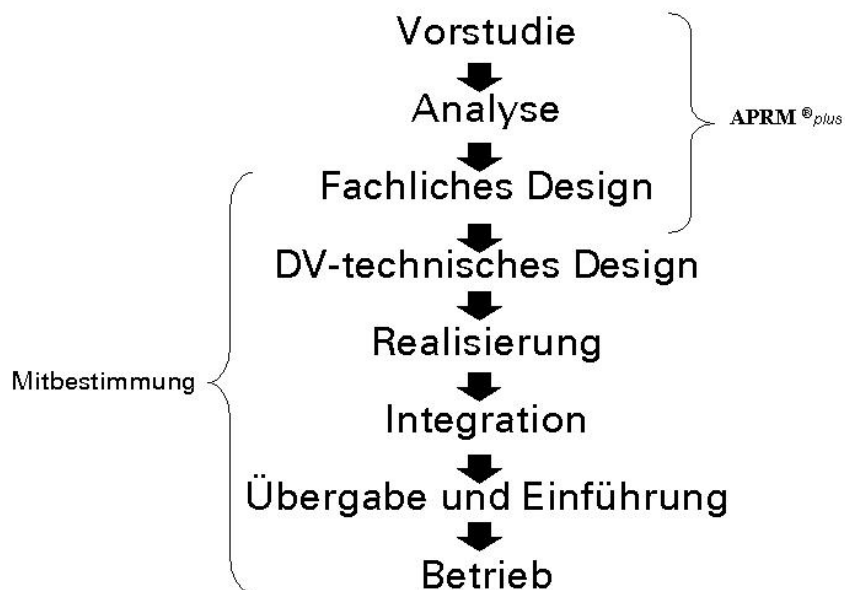 Vorstudie
Analyse
APRM ®plus
Fachliches Design
DV-technisches Design
Realisierung
Mitbestimmung
Integration
Übergabe und Einführung
Betrieb